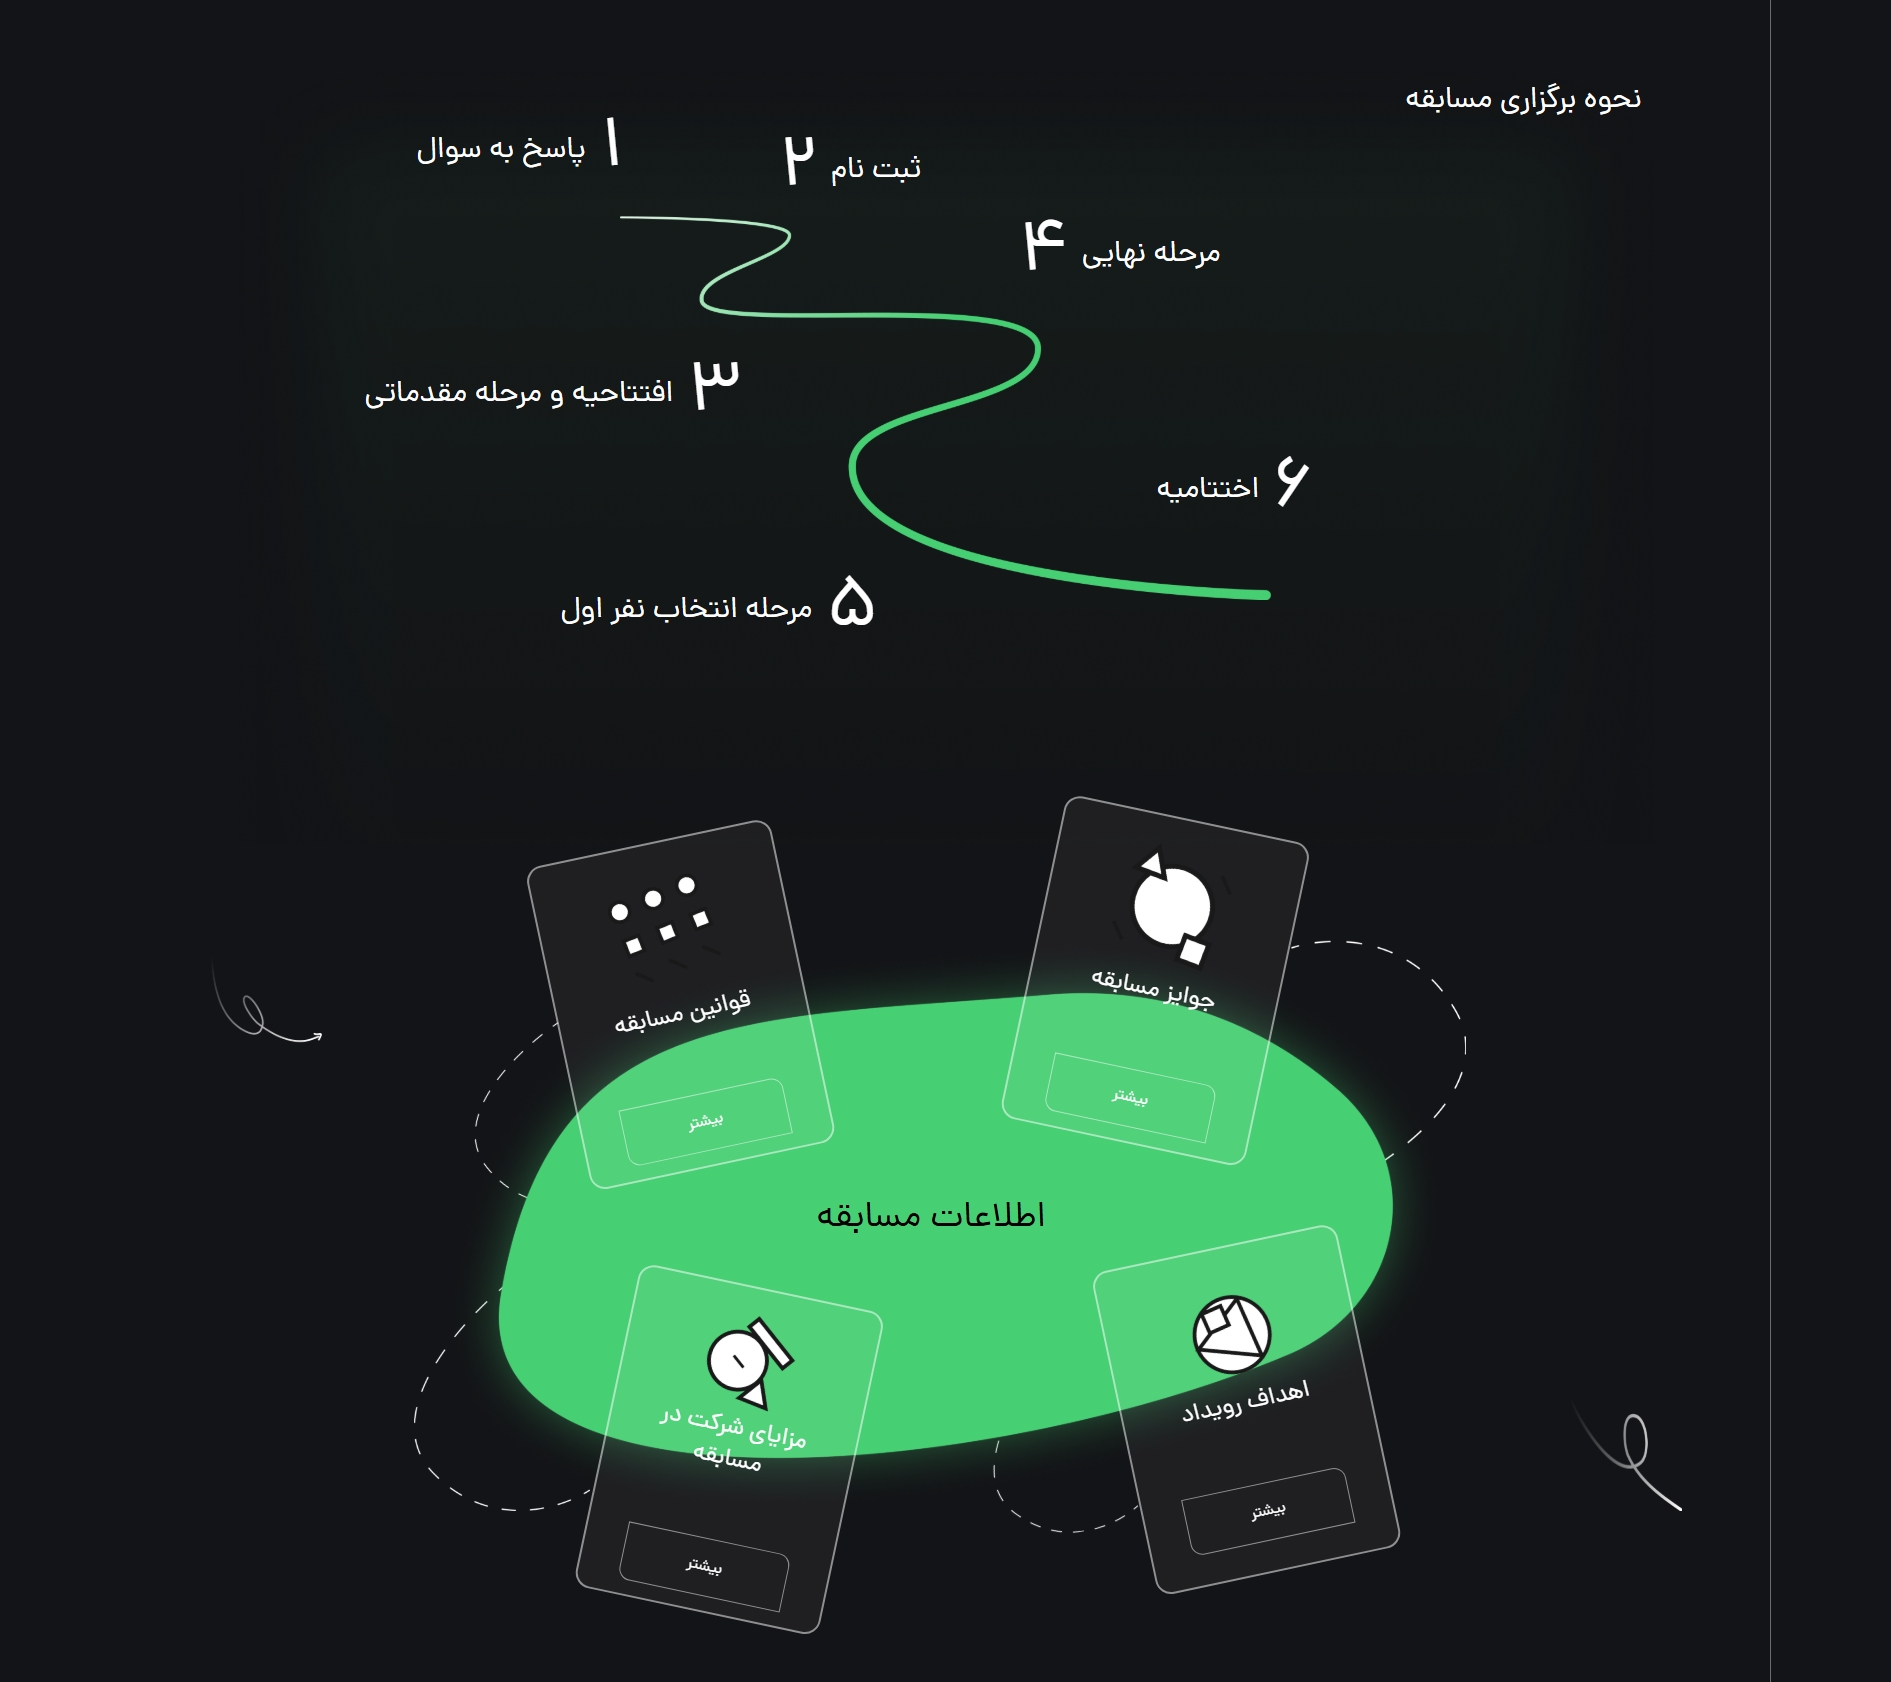 نحوه برگزاری مسابقه
۱ پاسخ به سوال
۲ ثبت نام
۳ افتتاحیه و مرحله مقدماتی
۴ مرحله نهایی
۵ مرحله انتخاب نفر اول
۶ اختتامیه
جوایز مسابقه
بیشتر
قوانین مسابقه
بیشتر
اطلاعات مسابقه
اهداف رویداد
بیشتر
مزایای شرکت در
مسابقه
بیشتر